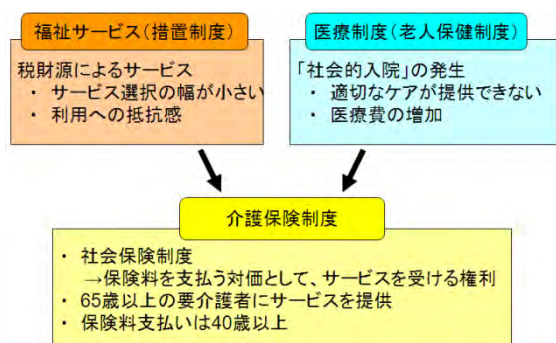 福祉サービス(措置制度)
税財源によるサービス
・ サービス選択の幅が小さい
・ 利用への抵抗感
医療制度(老人保健制度)
「社会的入院」の発生
・ 適切なケアが提供できない
・ 医療費の増加
介護保険制度
・ 社会保険制度
→保険料を支払う対価として、サービスを受ける権利
・ 65歳以上の要介護者にサービスを提供
・ 保険料支払いは40歳以上